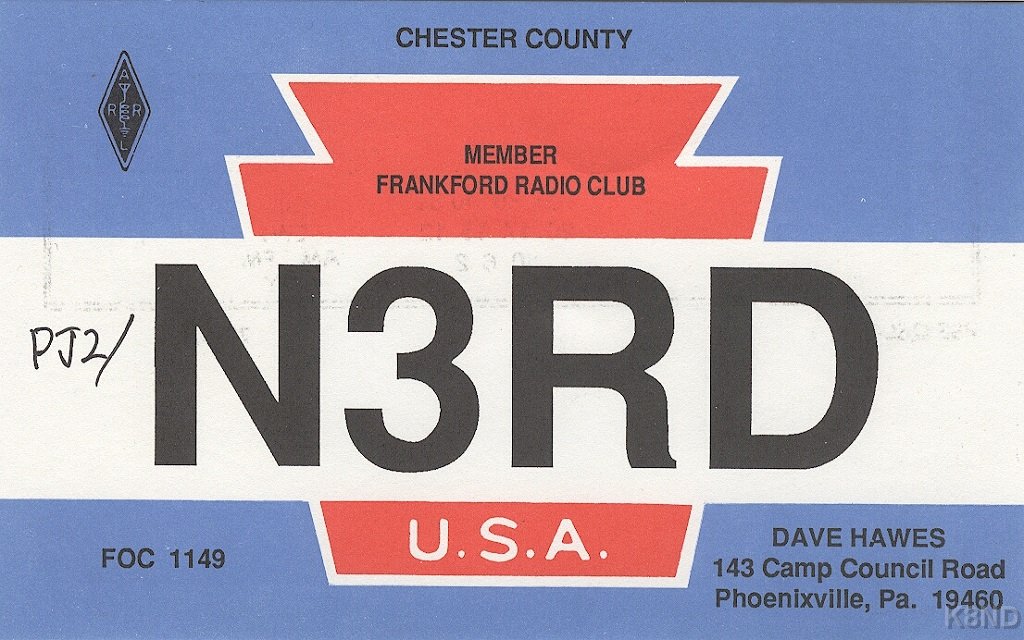 CHESTER COUNTY
A
R R
L
MEMBER
FRANKFORD RADIO CLUB
PJ2/
N3RD
U.S.A.
FOC 1149
DAVE HAWES
143 Camp Council Road
Phoenixville, Pa. 19460
K8ND